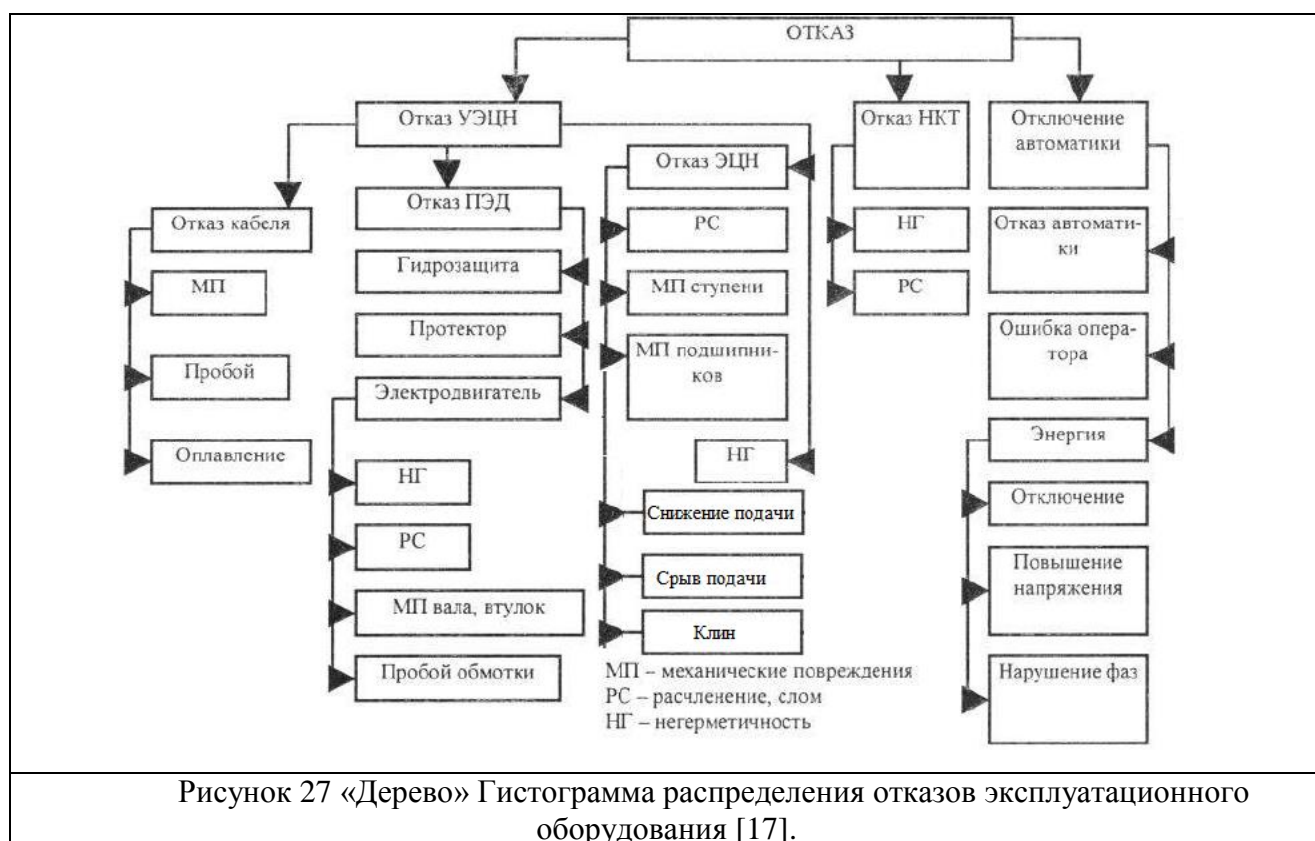 ОТКАЗ
Отказ УЭЦН
Отказ НКТ
Отключение
автоматики
Отказ кабеля
МП
Пробой
Оплавление
Отказ ПЭД
Гидрозащита
Протектор
Электродвигатель
НГ
РС
МП вала, втулок
Пробой обмотки
Отказ ЭЦН
РС
МП ступени
МП подшипни-
ков
НГ
Снижение подачи
Срыв подачи
Клин
НГ
РС
Отказ автомати-
ки
Ошибка опера-
тора
Энергия
Отключение
Повышение
напряжения
Нарушение фаз
МП – механические повреждения
РС – расчленение, слом
НГ – негерметичность
Рисунок 27 «Дерево» Гистограмма распределения отказов эксплуатационного
оборудования [17].